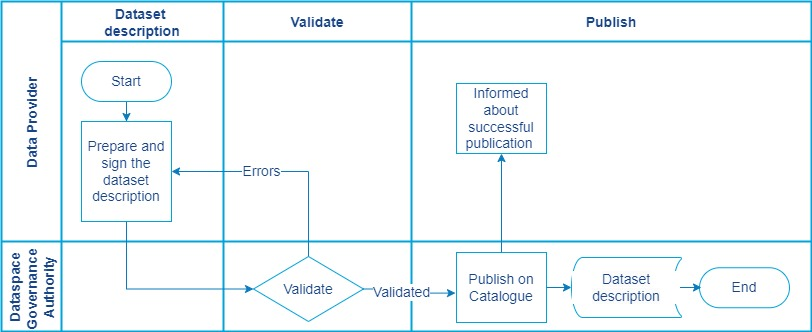 Dataset
description
Validate
Publish
Data Provider
Start
Prepare and
sign the
dataset
description
Errors
Informed
about
successful
publication
Dataspace
Governance
Authority
Validate
Validated
Publish on
Catalogue
Dataset
description
End